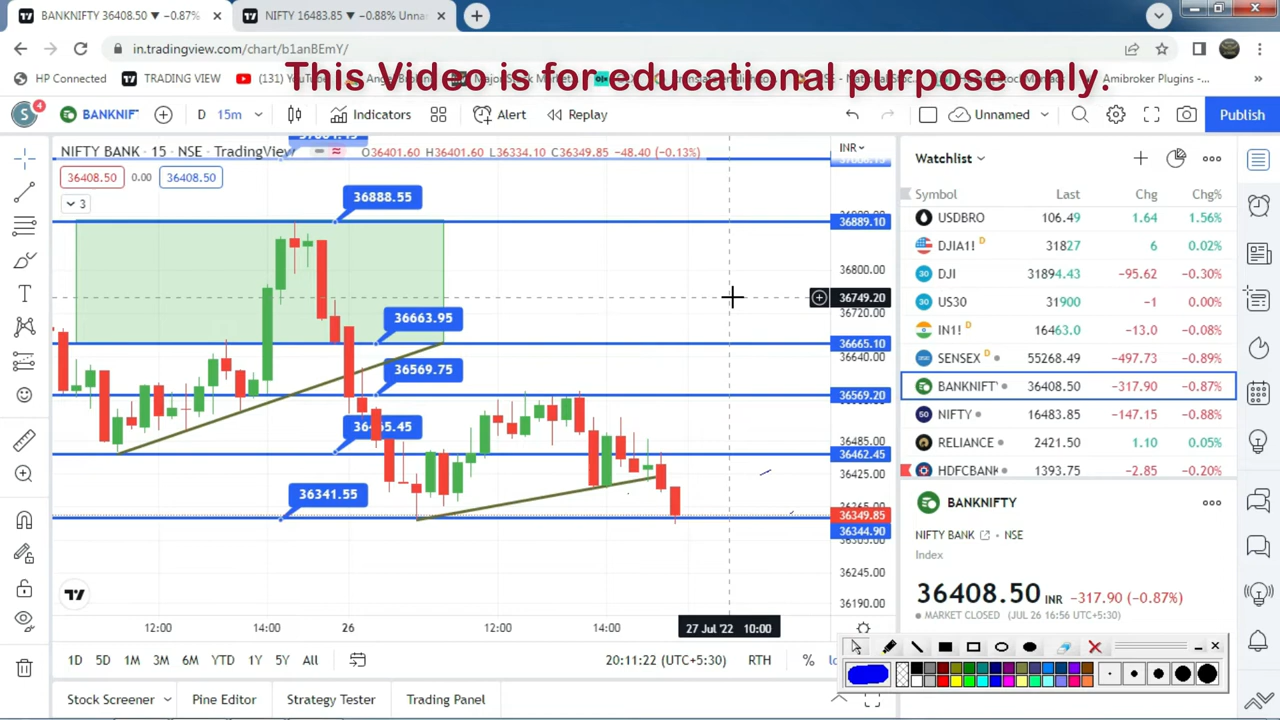 BANKNIFTY 36408.50 ▼ −0.87%
NIFTY 16483.85 ▼ −0.88% Unna
in.tradingview.com/chart/b1anBEmY/
HP Connected TRADING VIEW (131) Major Stock Market Amibroker Plugins -...
This Video is for educational purpose only.
S 4 BANKNIF D 15m Indicators Alert Replay Unnamed Publish
NIFTY BANK · 15 · NSE · TradingView O36401.60 H36401.60 L36334.10 C36349.85 −48.40 (−0.13%)
INR
36408.50 0.00 36408.50
3
36888.55
36889.10
36800.00
36749.20
36720.00
36663.95
36665.10
36640.00
36569.75
36569.20
36485.00
36462.45
36425.00
36341.55
36349.85
36344.90
36245.00
36190.00
12:00 14:00 26 12:00 14:00 27 Jul '22 10:00
1D 5D 1M 3M 6M YTD 1Y 5Y All 20:11:22 (UTC+5:30) RTH %
Stock Screener Pine Editor Strategy Tester Trading Panel
Watchlist
Symbol Last Chg Chg%
USDBRO 106.49 1.64 1.56%
DJIA1! D 31827 6 0.02%
DJI 31894.43 −95.62 −0.30%
US30 31900 −1 0.00%
IN1! D 16463.0 −13.0 −0.08%
SENSEX D 55268.49 −497.73 −0.89%
BANKNIFT 36408.50 −317.90 −0.87%
NIFTY 16483.85 −147.15 −0.88%
RELIANCE 2421.50 1.10 0.05%
HDFCBANK 1393.75 −2.85 −0.20%
BANKNIFTY
NIFTY BANK · NSE
Index
36408.50 INR −317.90 (−0.87%)
MARKET CLOSED (JUL 26 16:56 UTC+5:30)